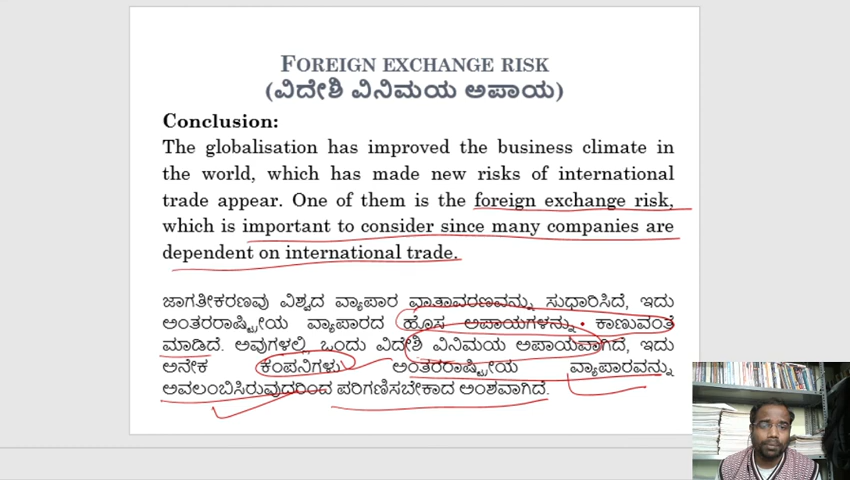 FOREIGN EXCHANGE RISK
(ವಿದೇಶಿ ವಿನಿಮಯ ಅಪಾಯ)
Conclusion:
The globalisation has improved the business climate in
the world, which has made new risks of international
trade appear. One of them is the foreign exchange risk,
which is important to consider since many companies are
dependent on international trade.
ಜಾಗತೀಕರಣವು ವಿಶ್ವದ ವ್ಯಾಪಾರ ವಾತಾವರಣವನ್ನು ಸುಧಾರಿಸಿದೆ, ಇದು
ಅಂತರರಾಷ್ಟ್ರೀಯ ವ್ಯಾಪಾರದ ಹೊಸ ಅಪಾಯಗಳನ್ನು ಕಾಣುವಂತೆ
ಮಾಡಿದೆ. ಅವುಗಳಲ್ಲಿ ಒಂದು ವಿದೇಶಿ ವಿನಿಮಯ ಅಪಾಯವಾಗಿದೆ, ಇದು
ಅನೇಕ ಕಂಪನಿಗಳು ಅಂತರರಾಷ್ಟ್ರೀಯ ವ್ಯಾಪಾರವನ್ನು
ಅವಲಂಬಿಸಿರುವುದರಿಂದ ಪರಿಗಣಿಸಬೇಕಾದ ಅಂಶವಾಗಿದೆ.